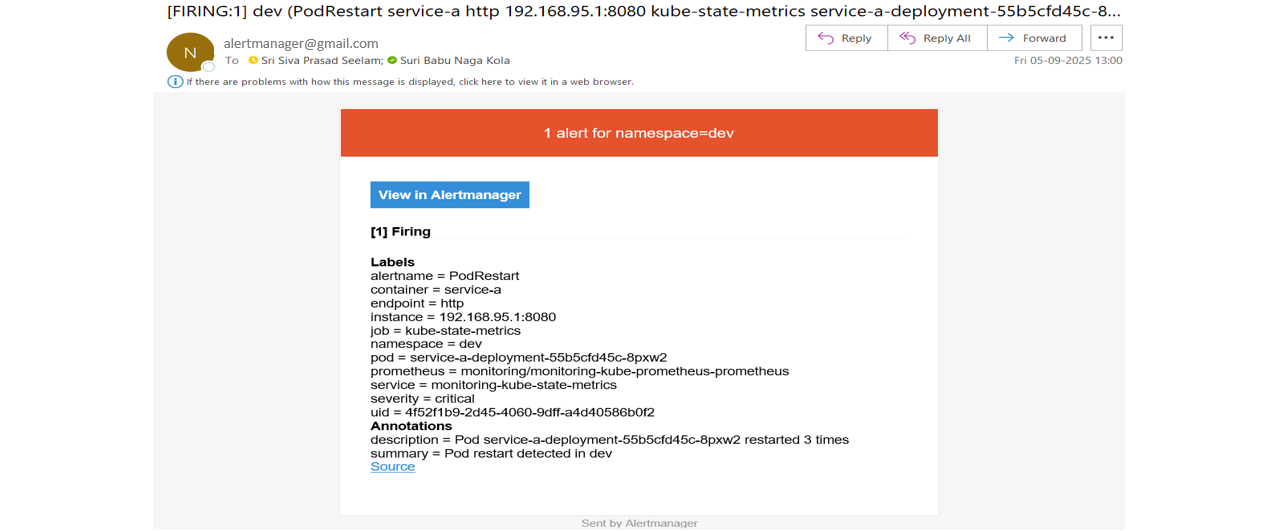 [FIRING:1] dev (PodRestart service-a http 192.168.95.1:8080 kube-state-metrics service-a-deployment-55b5cfd45c-8...
N
alertmanager@gmail.com
Reply
Reply All
Forward
To Sri Siva Prasad Seelam; Suri Babu Naga Kola
Fri 05-09-2025 13:00
If there are problems with how this message is displayed, click here to view it in a web browser.
1 alert for namespace=dev
View in Alertmanager
[1] Firing
Labels
alertname = PodRestart
container = service-a
endpoint = http
instance = 192.168.95.1:8080
job = kube-state-metrics
namespace = dev
pod = service-a-deployment-55b5cfd45c-8pxw2
prometheus = monitoring/monitoring-kube-prometheus-prometheus
service = monitoring-kube-state-metrics
severity = critical
uid = 4f52f1b9-2d45-4060-9dff-a4d40586b0f2
Annotations
description = Pod service-a-deployment-55b5cfd45c-8pxw2 restarted 3 times
summary = Pod restart detected in dev
Source
Sent by Alertmanager